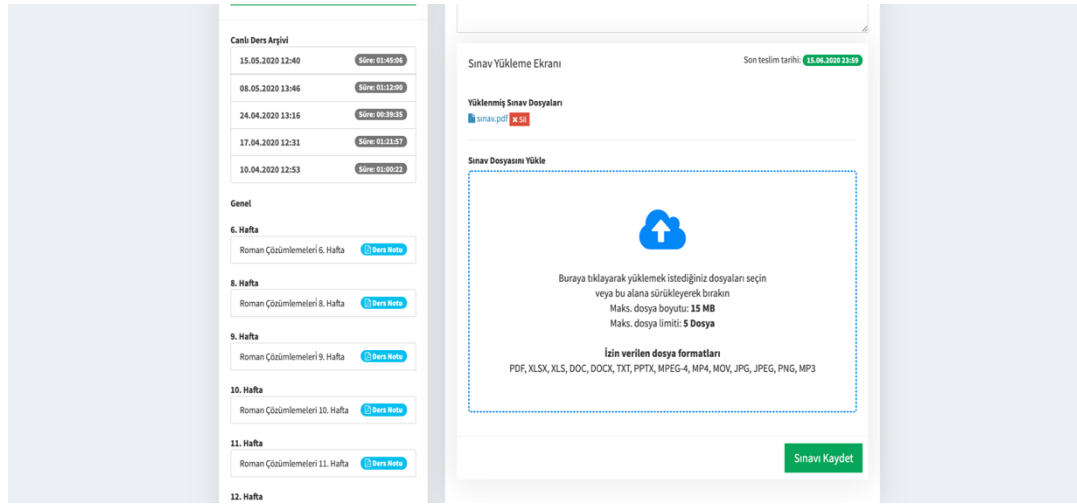 Canlı Ders Arşivi
15.05.2020 12:40 Süre: 01:45:06
08.05.2020 13:46 Süre: 01:12:00
24.04.2020 13:16 Süre: 00:39:35
17.04.2020 12:31 Süre: 01:21:57
10.04.2020 12:53 Süre: 01:00:22
Genel
6. Hafta
Roman Çözümlemeleri 6. Hafta Ders Notu
8. Hafta
Roman Çözümlemeleri 8. Hafta Ders Notu
9. Hafta
Roman Çözümlemeleri 9. Hafta Ders Notu
10. Hafta
Roman Çözümlemeleri 10. Hafta Ders Notu
11. Hafta
Roman Çözümlemeleri 11. Hafta Ders Notu
12. Hafta
Sınav Yükleme Ekranı Son teslim tarihi: 15.06.2020 23:59
Yüklenmiş Sınav Dosyaları
sınav.pdf × Sil
Sınav Dosyasını Yükle
Buraya tıklayarak yüklemek istediğiniz dosyaları seçin
veya bu alana sürükleyerek bırakın
Maks. dosya boyutu: 15 MB
Maks. dosya limiti: 5 Dosya
İzin verilen dosya formatları
PDF, XLSX, XLS, DOC, DOCX, TXT, PPTX, MPEG-4, MP4, MOV, JPG, JPEG, PNG, MP3
Sınavı Kaydet